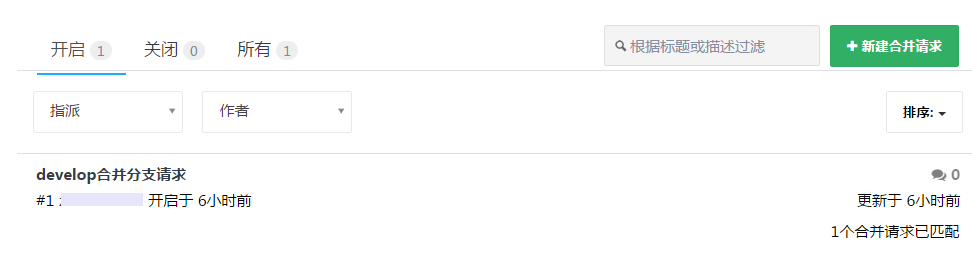 开启 1 关闭 0 所有 1 根据标题或描述过滤 新建合并请求
指派 作者 排序:
develop合并分支请求 0
#1 开启于 6小时前 更新于 6小时前
1个合并请求已匹配